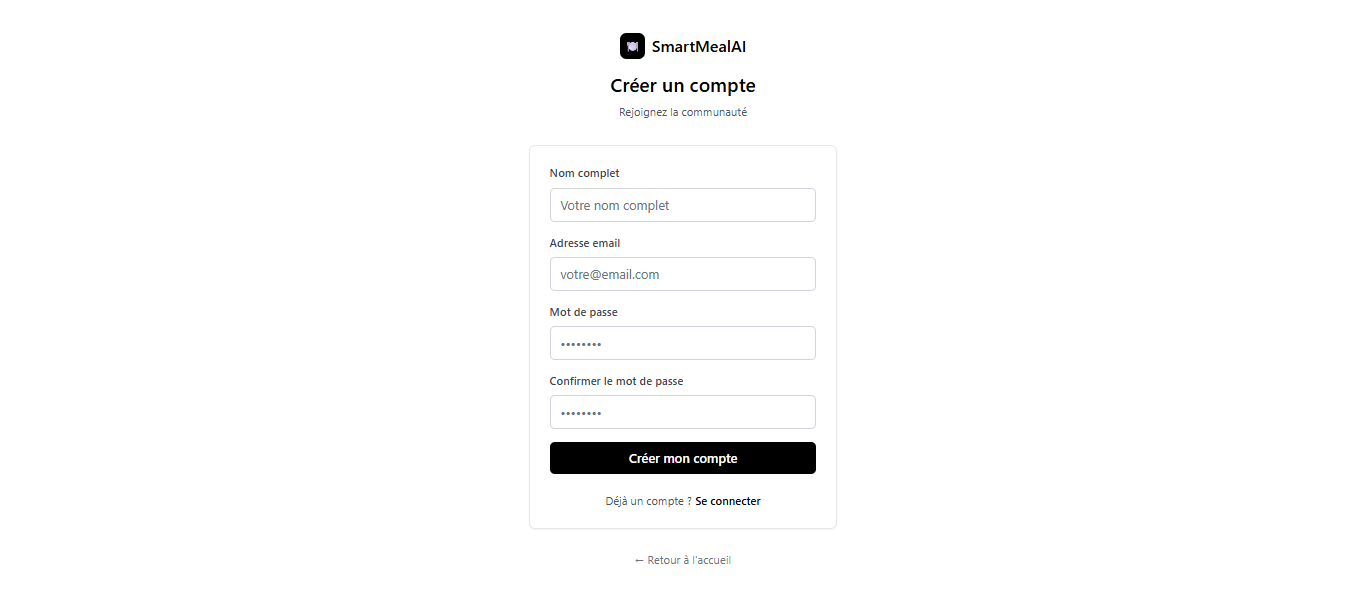 SmartMealAI
Créer un compte
Rejoignez la communauté
Nom complet
Votre nom complet
Adresse email
votre@email.com
Mot de passe
••••••••
Confirmer le mot de passe
••••••••
Créer mon compte
Déjà un compte ? Se connecter
← Retour à l'accueil